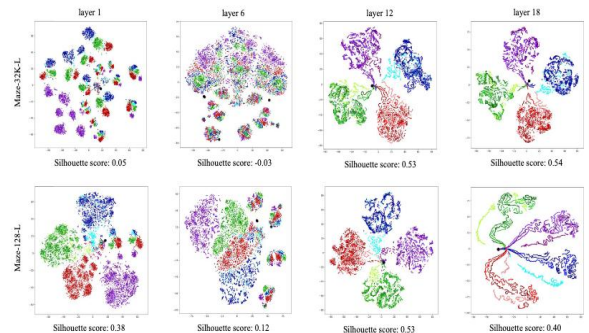 layer 1
layer 6
layer 12
layer 18
Maze-32K-L
Silhouette score: 0.05
Silhouette score: -0.03
Silhouette score: 0.53
Silhouette score: 0.54
Maze-128-L
Silhouette score: 0.38
Silhouette score: 0.12
Silhouette score: 0.53
Silhouette score: 0.40